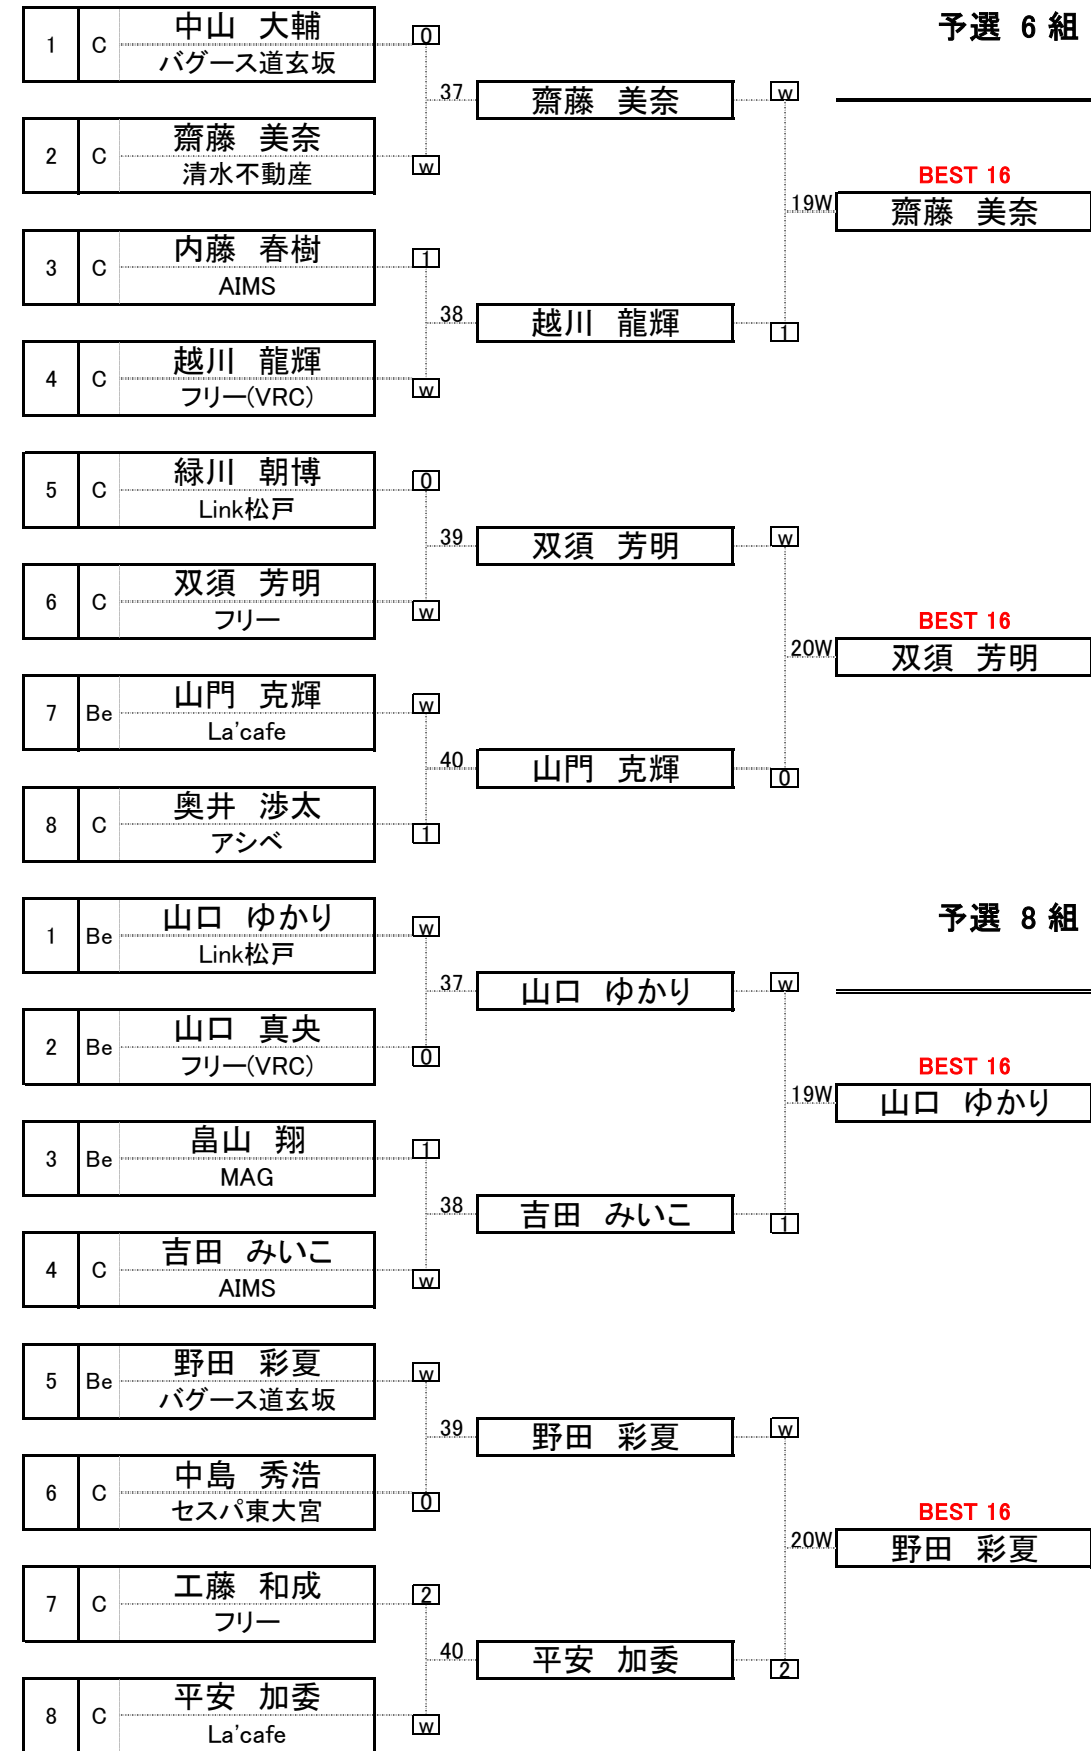 予選 6 組
1 C 中山 大輔 0
バグース道玄坂
37 齋藤 美奈 w
2 C 齋藤 美奈 w
清水不動産
BEST 16
19W 齋藤 美奈
3 C 内藤 春樹 1
AIMS
38 越川 龍輝 1
4 C 越川 龍輝 w
フリー(VRC)
5 C 緑川 朝博 0
Link松戸
39 双須 芳明 w
6 C 双須 芳明 w
フリー
BEST 16
20W 双須 芳明
7 Be 山門 克輝 w
La'cafe
40 山門 克輝 0
8 C 奥井 渉太 1
アシベ
予選 8 組
1 Be 山口 ゆかり w
Link松戸
37 山口 ゆかり w
2 Be 山口 真央 0
フリー(VRC)
BEST 16
19W 山口 ゆかり
3 Be 畠山 翔 1
MAG
38 吉田 みいこ 1
4 C 吉田 みいこ w
AIMS
5 Be 野田 彩夏 w
バグース道玄坂
39 野田 彩夏 w
6 C 中島 秀浩 0
セスパ東大宮
BEST 16
20W 野田 彩夏
7 C 工藤 和成 2
フリー
40 平安 加委 2
8 C 平安 加委 w
La'cafe